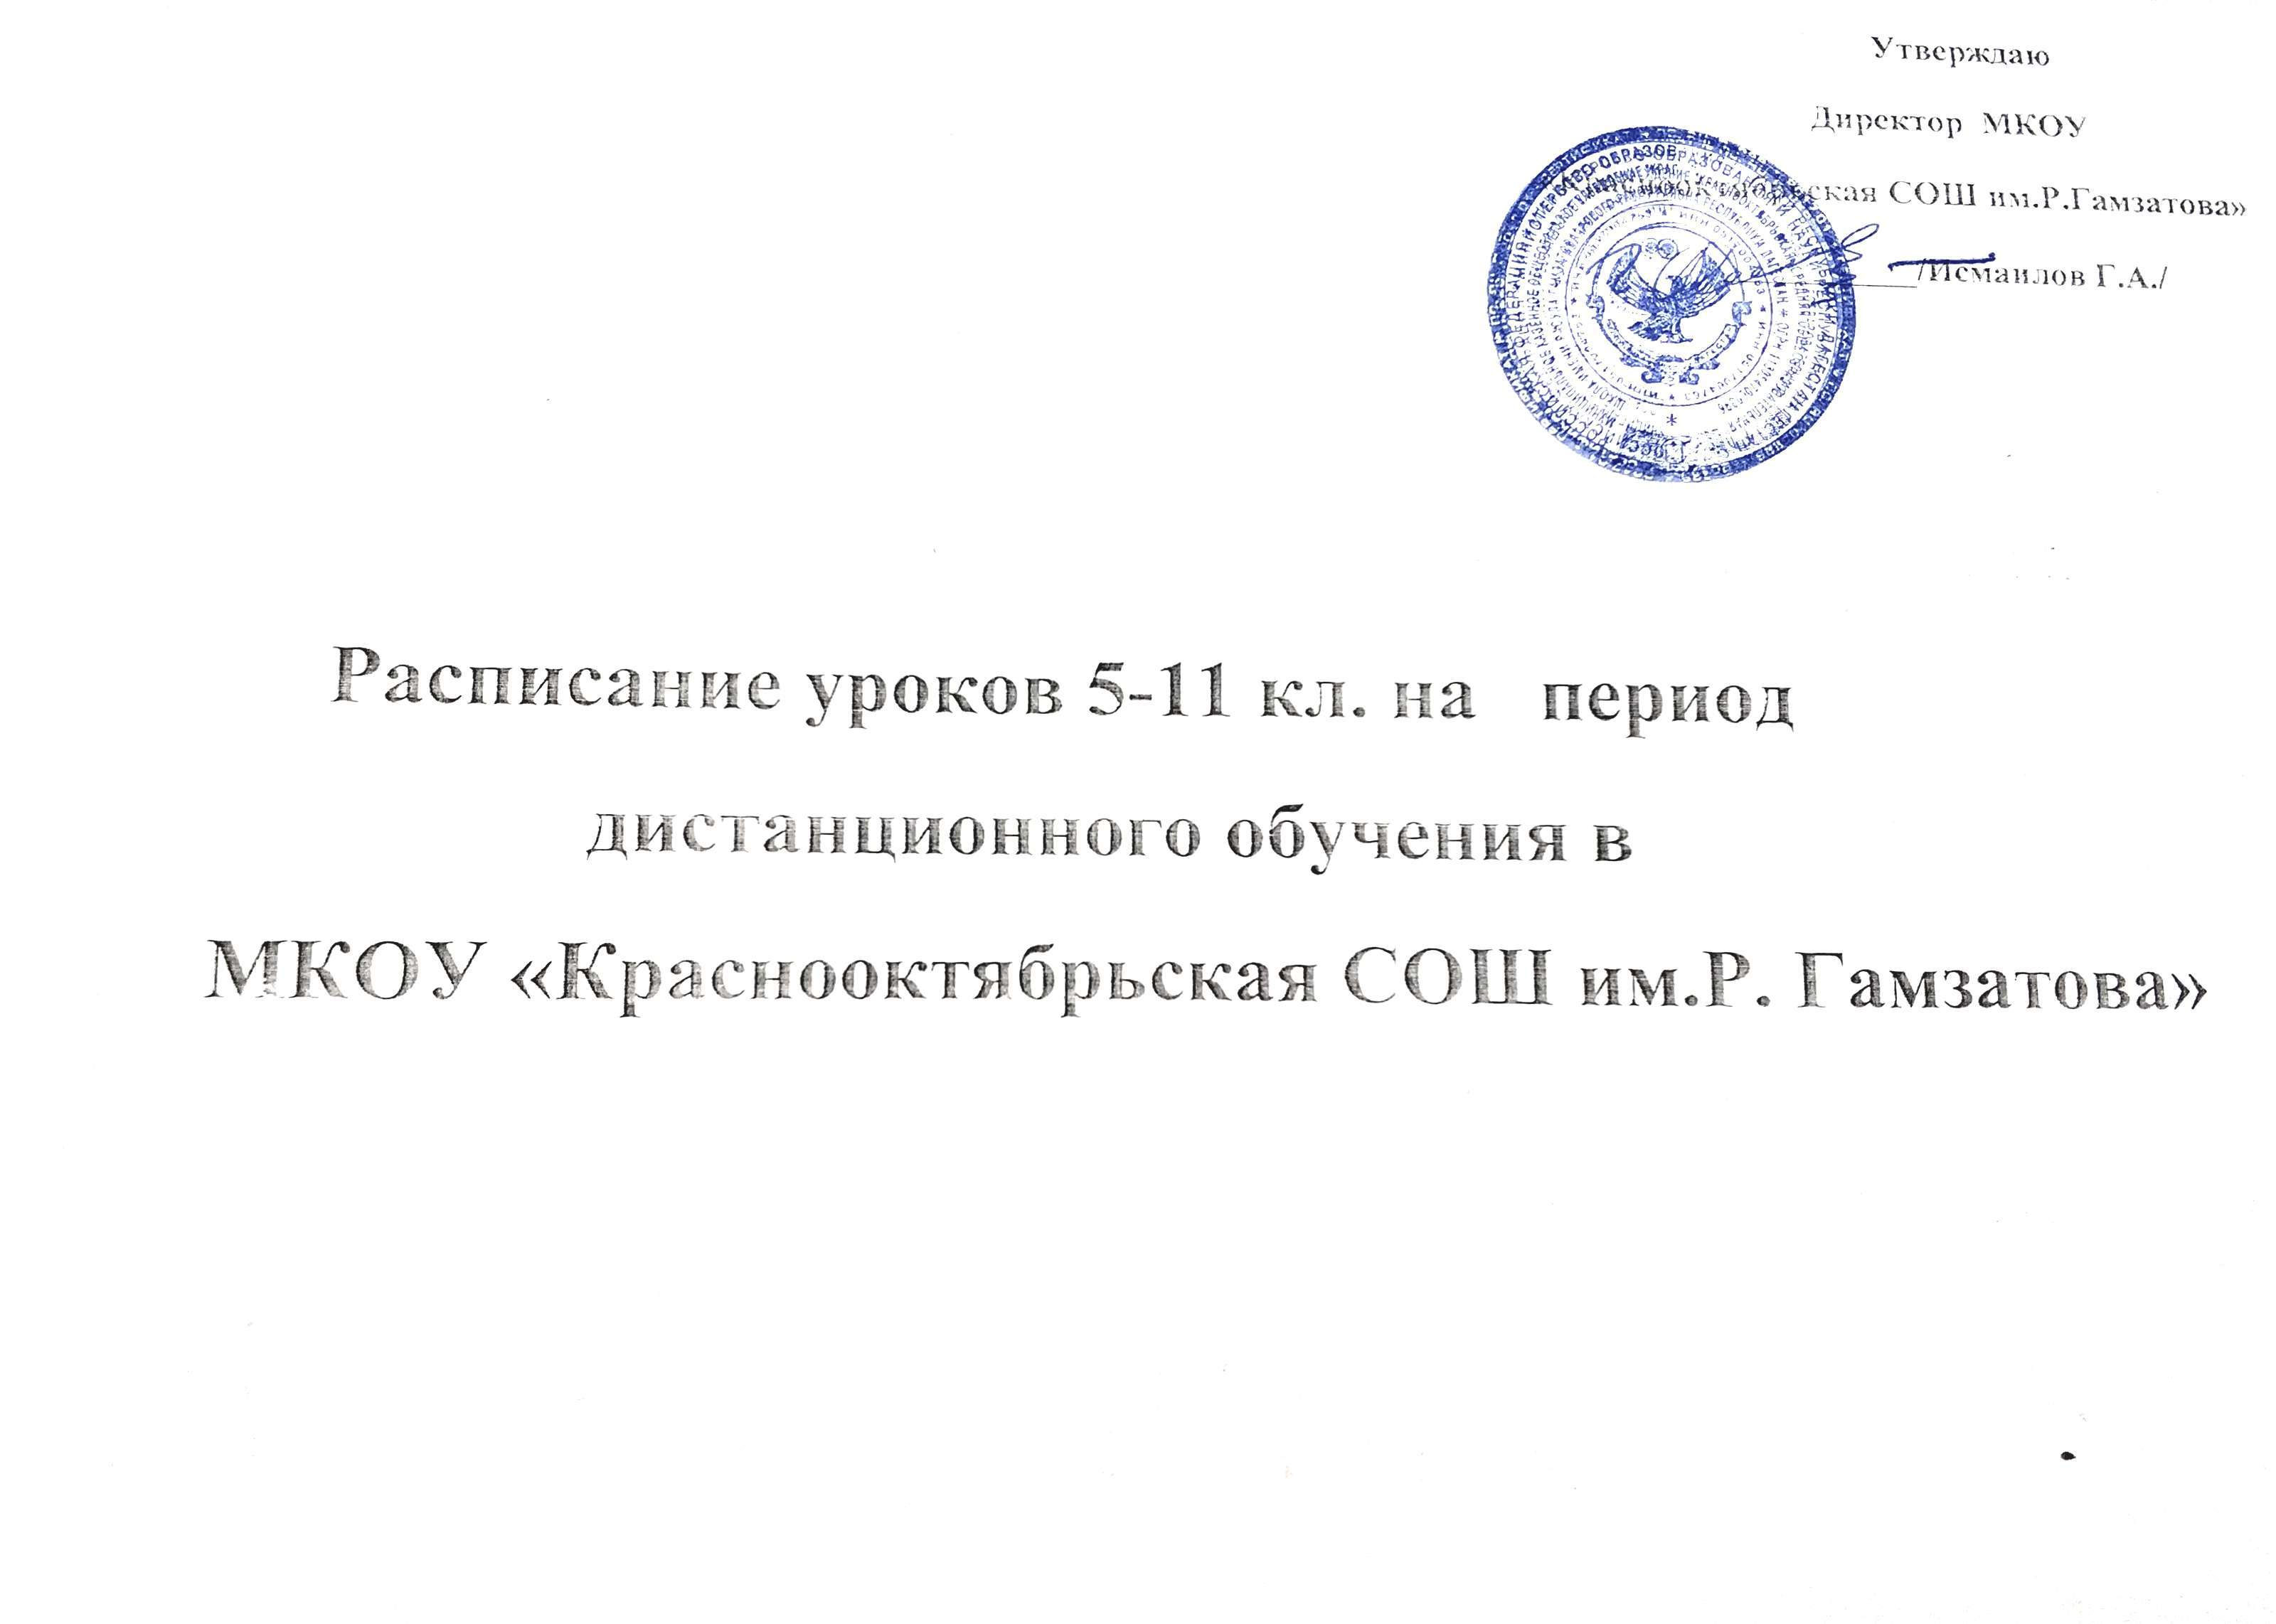 Утверждаю
Директор МКОУ
СОШ им.Р.Гамзатова»
/Исмаилов Г.А./
Расписание уроков 5-11 кл. на период
дистанционного обучения в
МКОУ «Краснооктябрьская СОШ им.Р. Гамзатова»